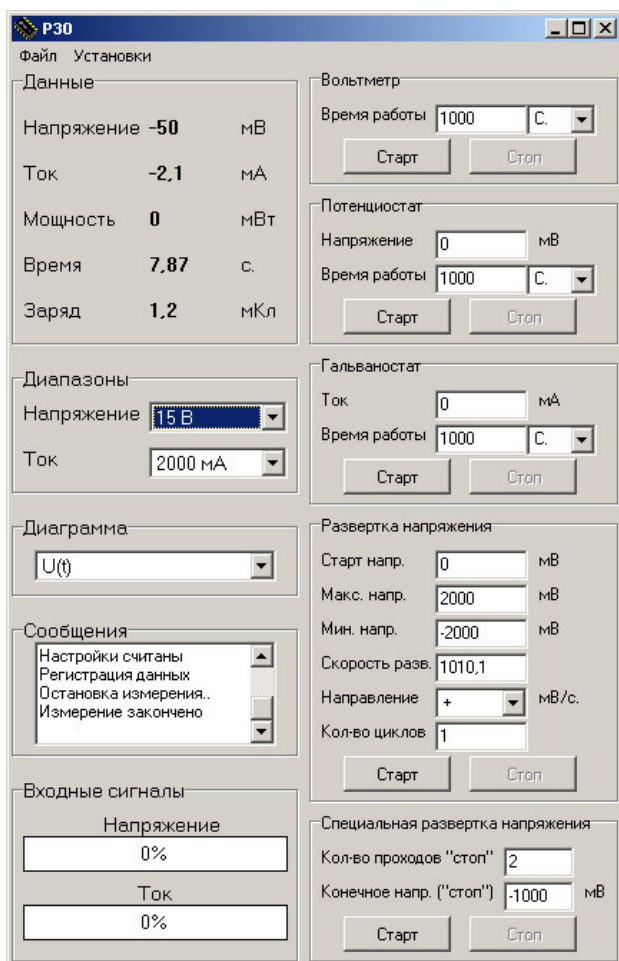 P30
Файл Установки
Данные
Напряжение -50 мВ
Ток -2,1 мА
Мощность 0 мВт
Время 7,87 с.
Заряд 1,2 мКл
Диапазоны
Напряжение 15 В
Ток 2000 мА
Диаграмма
U(t)
Сообщения
Настройки считаны
Регистрация данных
Остановка измерения..
Измерение закончено
Входные сигналы
Напряжение
0%
Ток
0%
Вольтметр
Время работы 1000 С.
Старт Стоп
Потенциостат
Напряжение 0 мВ
Время работы 1000 С.
Старт Стоп
Гальваностат
Ток 0 мА
Время работы 1000 С.
Старт Стоп
Развертка напряжения
Старт напр. 0 мВ
Макс. напр. 2000 мВ
Мин. напр. -2000 мВ
Скорость разв. 1010,1
Направление + мВ/с.
Кол-во циклов 1
Старт Стоп
Специальная развертка напряжения
Кол-во проходов "стоп" 2
Конечное напр. ("стоп") -1000 мВ
Старт Стоп